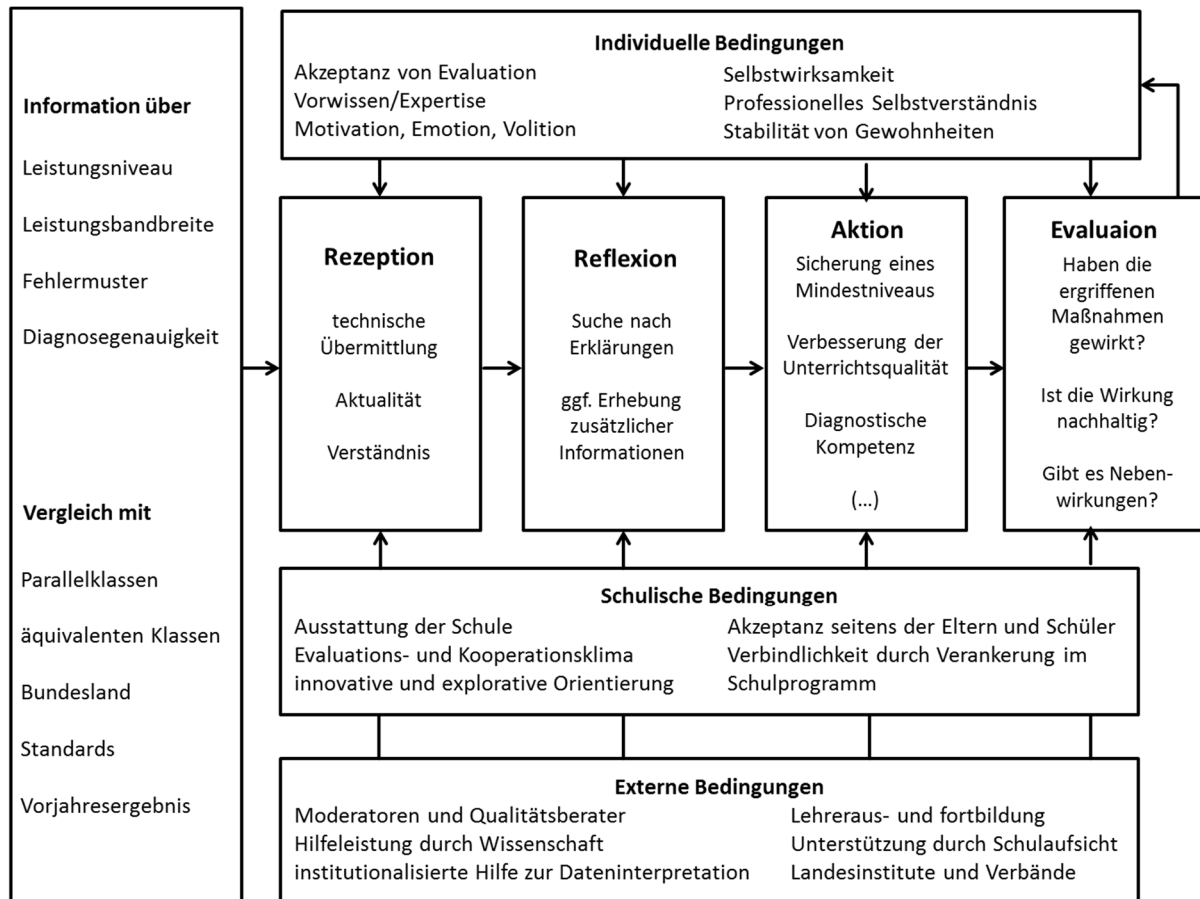 Information über
Leistungsniveau
Leistungsbandbreite
Fehlermuster
Diagnosegenauigkeit
Vergleich mit
Parallelklassen
äquivalenten Klassen
Bundesland
Standards
Vorjahresergebnis
Individuelle Bedingungen
Akzeptanz von Evaluation
Vorwissen/Expertise
Motivation, Emotion, Volition
Selbstwirksamkeit
Professionelles Selbstverständnis
Stabilität von Gewohnheiten
Rezeption
technische
Übermittlung
Aktualität
Verständnis
Reflexion
Suche nach
Erklärungen
ggf. Erhebung
zusätzlicher
Informationen
Aktion
Sicherung eines
Mindestniveaus
Verbesserung der
Unterrichtsqualität
Diagnostische
Kompetenz
(...)
Evaluaion
Haben die
ergriffenen
Maßnahmen
gewirkt?
Ist die Wirkung
nachhaltig?
Gibt es Neben-
wirkungen?
Schulische Bedingungen
Ausstattung der Schule
Evaluations- und Kooperationsklima
innovative und explorative Orientierung
Akzeptanz seitens der Eltern und Schüler
Verbindlichkeit durch Verankerung im
Schulprogramm
Externe Bedingungen
Moderatoren und Qualitätsberater
Hilfeleistung durch Wissenschaft
institutionalisierte Hilfe zur Dateninterpretation
Lehreraus- und fortbildung
Unterstützung durch Schulaufsicht
Landesinstitute und Verbände